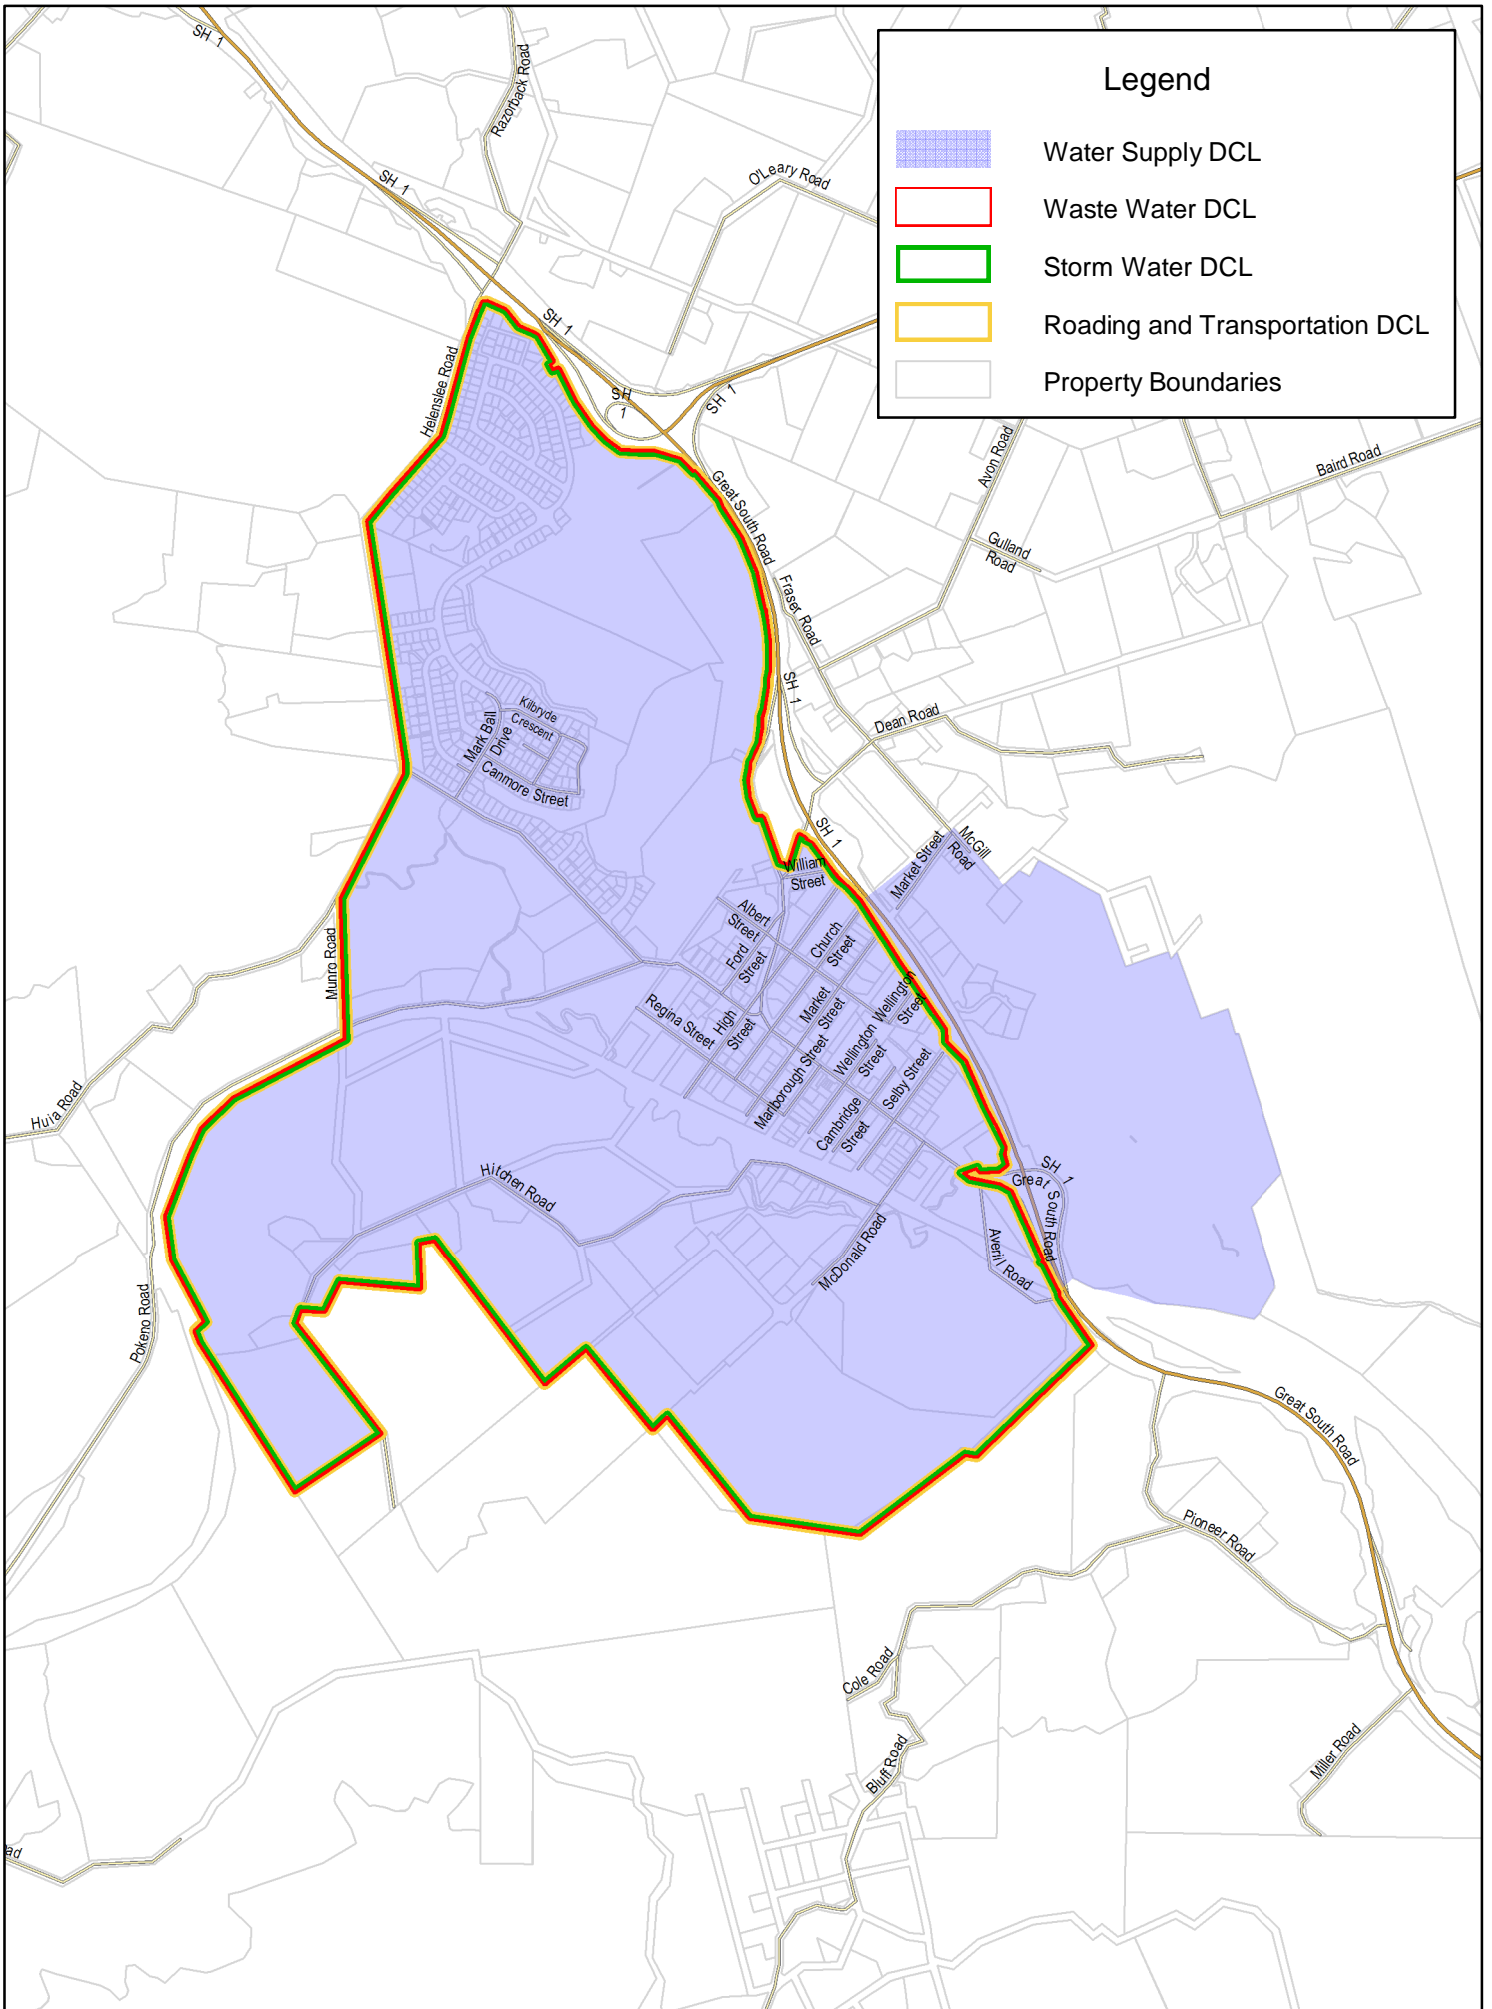 Legend
Water Supply DCL
Waste Water DCL
Storm Water DCL
Roading and Transportation DCL
Property Boundaries
SH 1
Razorback Road
SH 1
O'Leary Road
SH 1
Helenslee Road
SH
1
SH 1
Great South Road
Avon Road
Baird Road
Gulland
Road
Fraser Road
SH 1
Dean Road
Kilbryde
Crescent
Mark Ball
Drive
Canmore Street
SH 1
William
Street
Market Street
McGill
Road
Albert
Street
Ford
Street
Church
Street
Munro Road
Regina Street
High
Street
Market
Street
Wellington
Street
Marlborough Street
Wellington
Street
Selby Street
Cambridge
Street
Huia Road
Hitchen Road
SH 1
Great South Road
McDonald Road
Averill Road
Pokeno Road
Great South Road
Pioneer Road
Cole Road
Bluff Road
Miller Road
ad